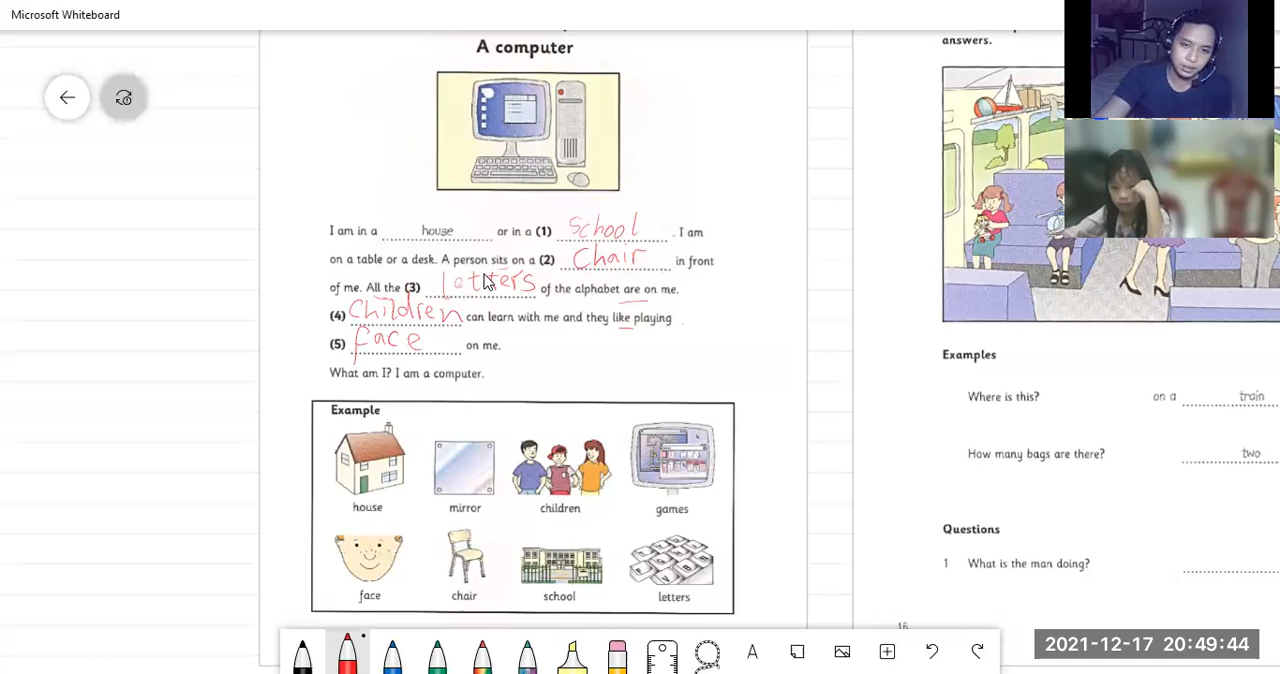 Microsoft Whiteboard
A computer
answers.
I am in a house or in a (1) school . I am
on a table or a desk. A person sits on a (2) chair in front
of me. All the (3) letters of the alphabet are on me.
(4) Children can learn with me and they like playing
(5) face on me.
What am I? I am a computer.
Example
house mirror children games
face chair school letters
Examples
Where is this? on a train
How many bags are there? two
Questions
1 What is the man doing?
16
A
2021-12-17 20:49:44